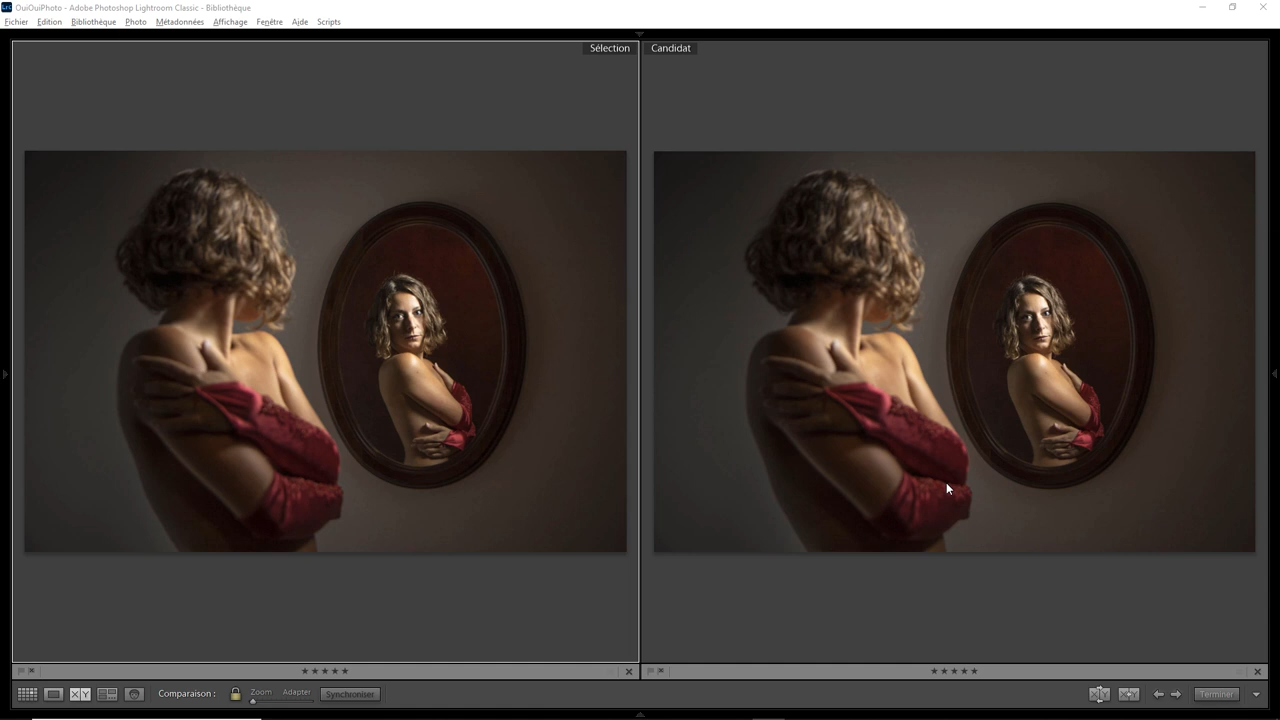 OuiOuiPhoto - Adobe Photoshop Lightroom Classic - Bibliothèque
Fichier Edition Bibliothèque Photo Métadonnées Affichage Fenêtre Aide Scripts
Sélection Candidat
Comparaison : Zoom Adapter Synchroniser Terminer